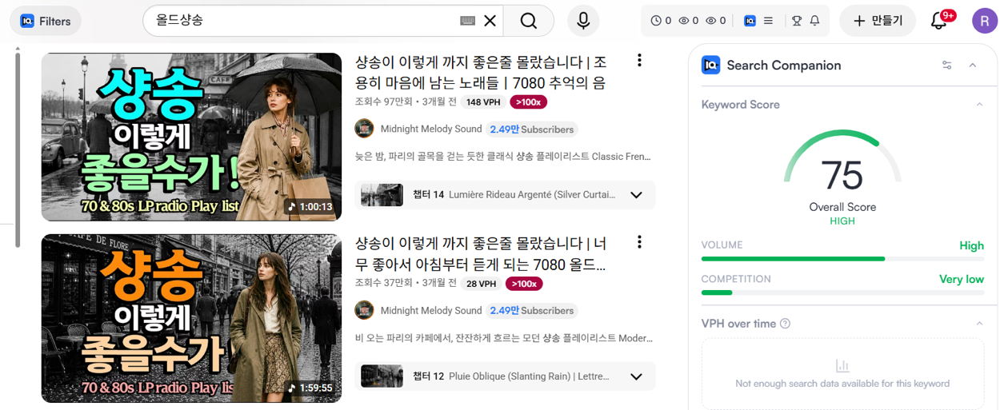 Filters
올드샹송
0 0 0
만들기
9+
R
샹송
이렇게
좋을수가!
70 & 80s LP radio Play list
CAFE
1:00:13
샹송이 이렇게 까지 좋은줄 몰랐습니다 | 조
용히 마음에 남는 노래들 | 7080 추억의 음
조회수 97만회 • 3개월 전 148 VPH >100x
Midnight Melody Sound 2.49만 Subscribers
늦은 밤, 파리의 골목을 걷는 듯한 클래식 샹송 플레이리스트 Classic Fren...
챕터 14 Lumière Rideau Argenté (Silver Curtai...
CAFE DE FLORE
샹송
이렇게
좋을수가
70 & 80s LP radio Play lis
1:59:55
샹송이 이렇게 까지 좋은줄 몰랐습니다 | 너
무 좋아서 아침부터 듣게 되는 7080 올드...
조회수 37만회 • 3개월 전 28 VPH >100x
Midnight Melody Sound 2.49만 Subscribers
비 오는 파리의 카페에서, 잔잔하게 흐르는 모던 샹송 플레이리스트 Moder...
챕터 12 Pluie Oblique (Slanting Rain) | Lettre...
Search Companion
Keyword Score
75
Overall Score
HIGH
VOLUME High
COMPETITION Very low
VPH over time
Not enough search data available for this keyword